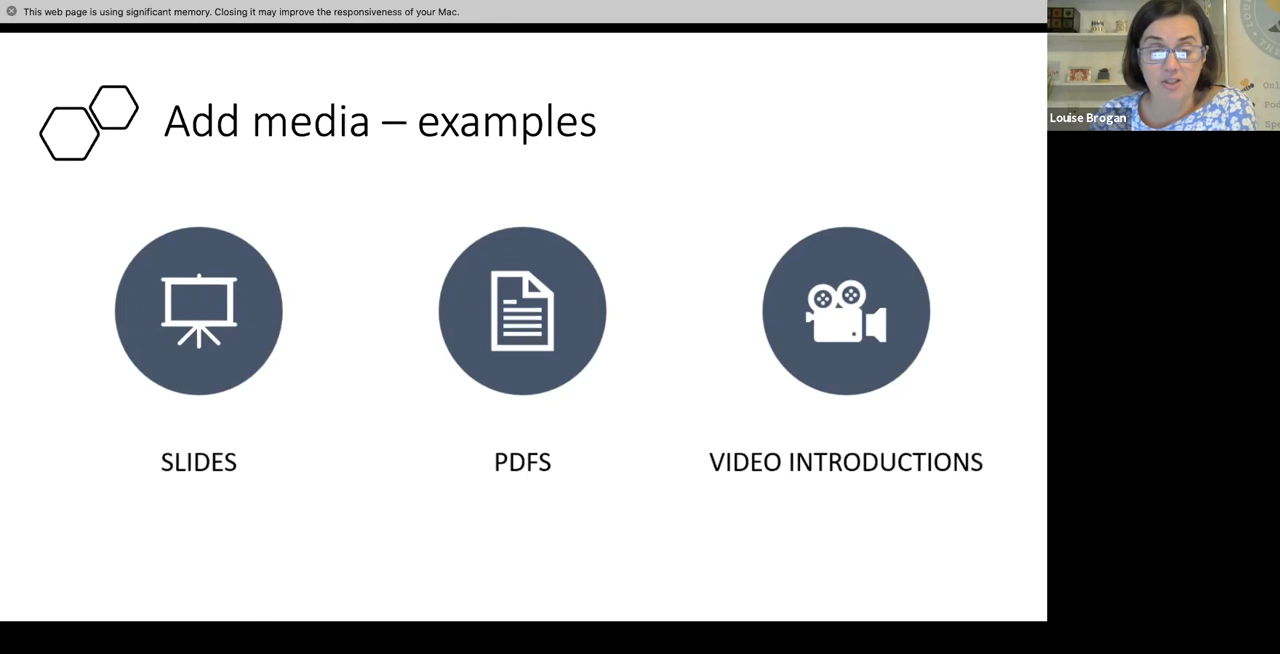 This web page is using significant memory. Closing it may improve the responsiveness of your Mac.
Add media – examples
SLIDES
PDFS
VIDEO INTRODUCTIONS
Louise Brogan